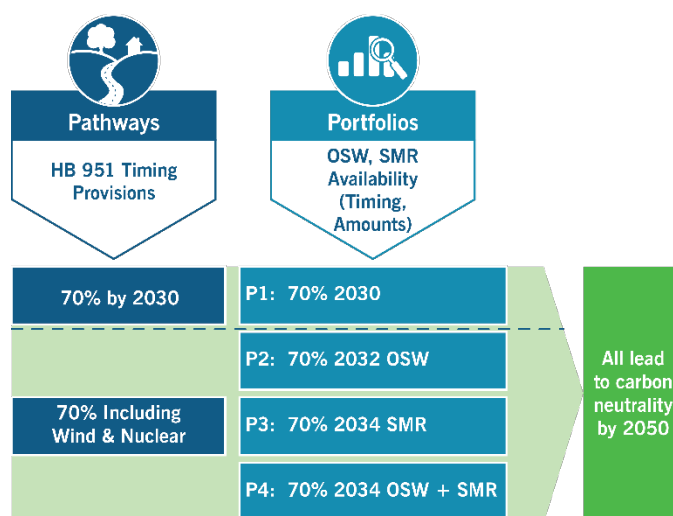 Pathways
HB 951 Timing
Provisions
Portfolios
OSW, SMR
Availability
(Timing,
Amounts)
70% by 2030
P1: 70% 2030
P2: 70% 2032 OSW
70% Including
Wind & Nuclear
P3: 70% 2034 SMR
P4: 70% 2034 OSW + SMR
All lead
to carbon
neutrality
by 2050